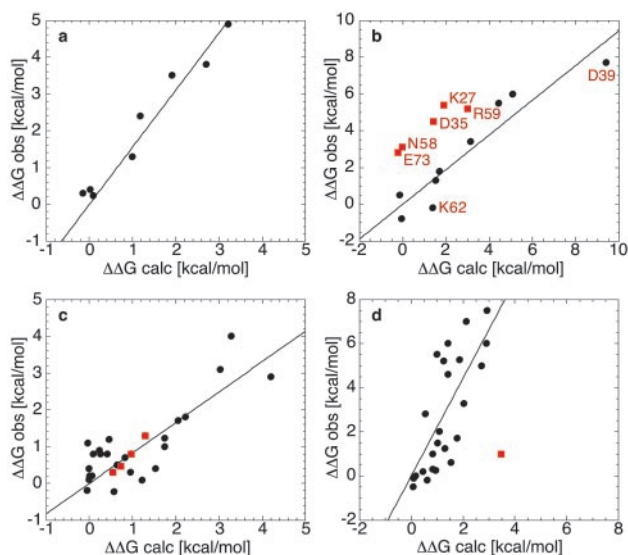 a
5
4
3
2
1
0
-1
-1 0 1 2 3 4 5
ΔΔG obs [kcal/mol]
ΔΔG calc [kcal/mol]
b
10
8
6
4
2
0
-2
-2 0 2 4 6 8 10
ΔΔG obs [kcal/mol]
ΔΔG calc [kcal/mol]
D39
K27
R59
D35
N58
E73
K62
c
5
4
3
2
1
0
-1
-1 0 1 2 3 4 5
ΔΔG obs [kcal/mol]
ΔΔG calc [kcal/mol]
d
8
6
4
2
0
-2
-2 0 2 4 6 8
ΔΔG obs [kcal/mol]
ΔΔG calc [kcal/mol]